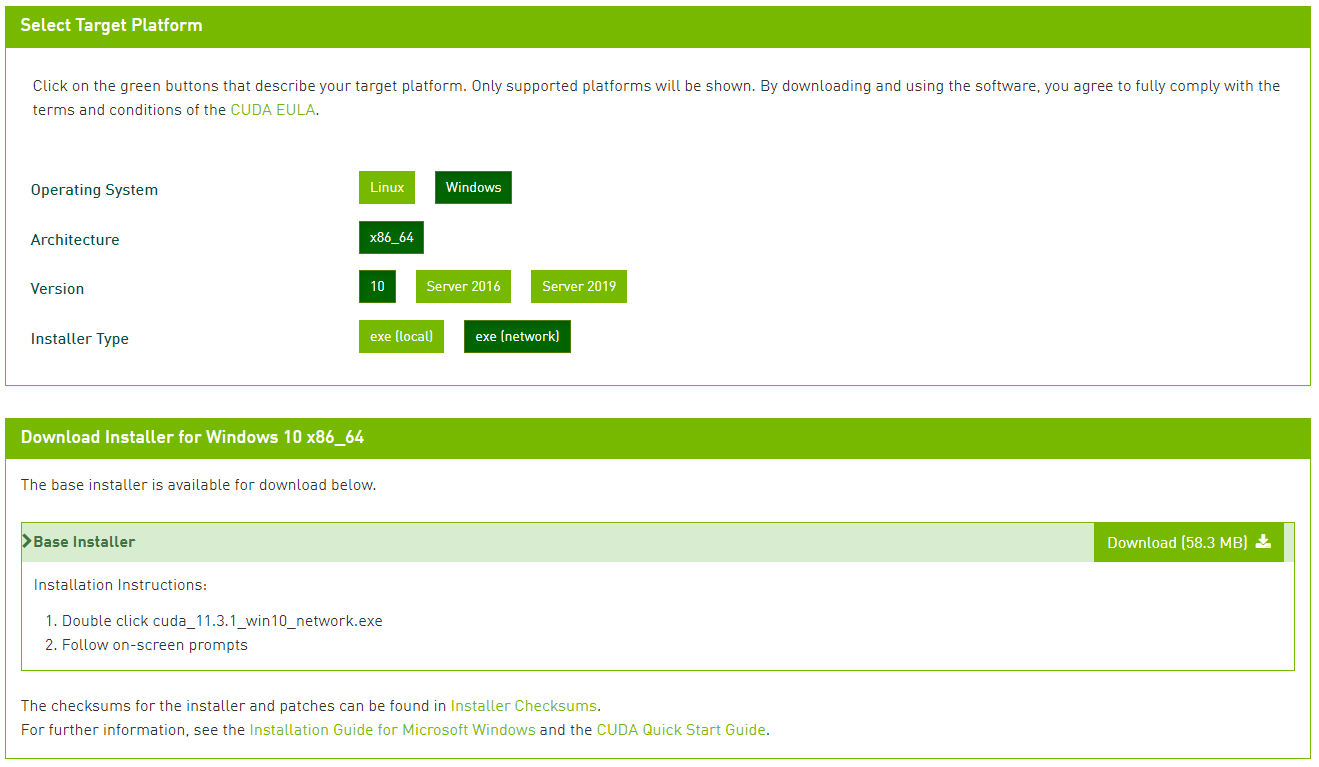 Select Target Platform
Click on the green buttons that describe your target platform. Only supported platforms will be shown. By downloading and using the software, you agree to fully comply with the
terms and conditions of the CUDA EULA.
Operating System Linux Windows
Architecture x86_64
Version 10 Server 2016 Server 2019
Installer Type exe (local) exe (network)
Download Installer for Windows 10 x86_64
The base installer is available for download below.
Base Installer Download (58.3 MB)
Installation Instructions:
1. Double click cuda_11.3.1_win10_network.exe
2. Follow on-screen prompts
The checksums for the installer and patches can be found in Installer Checksums.
For further information, see the Installation Guide for Microsoft Windows and the CUDA Quick Start Guide.